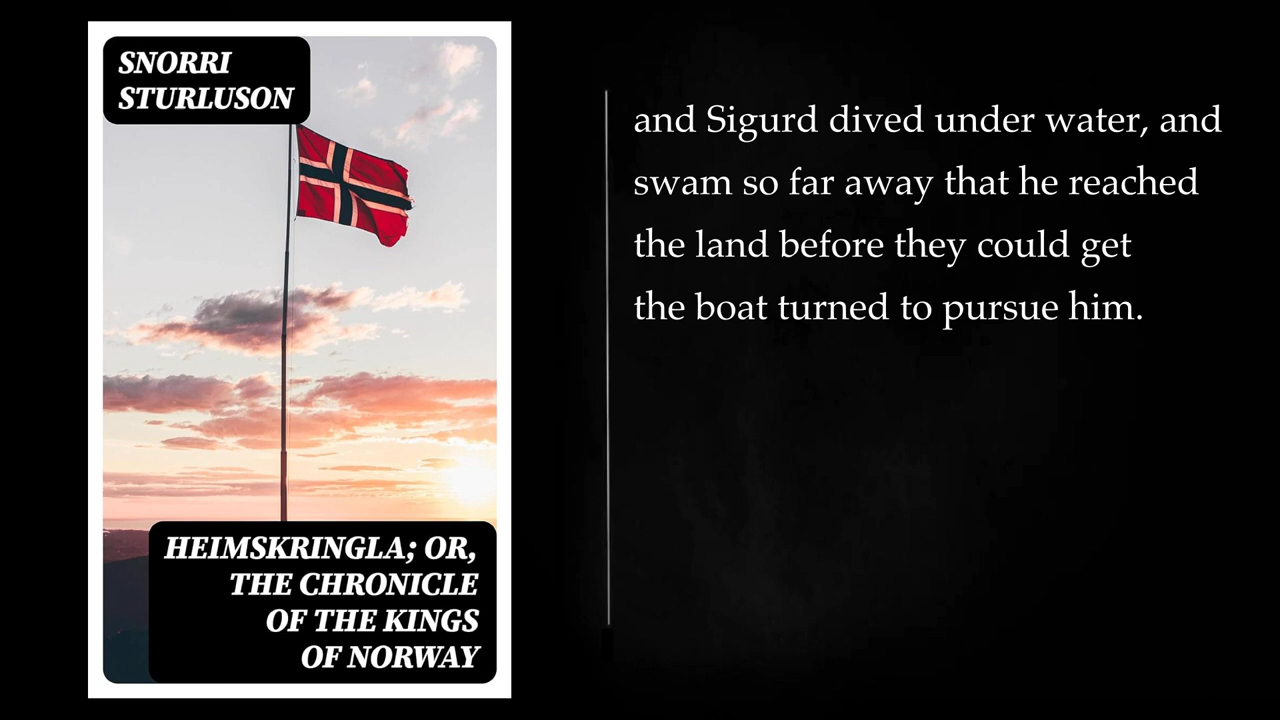 SNORRI
STURLUSON
HEIMSKRINGLA; OR,
THE CHRONICLE
OF THE KINGS
OF NORWAY
and Sigurd dived under water, and
swam so far away that he reached
the land before they could get
the boat turned to pursue him.